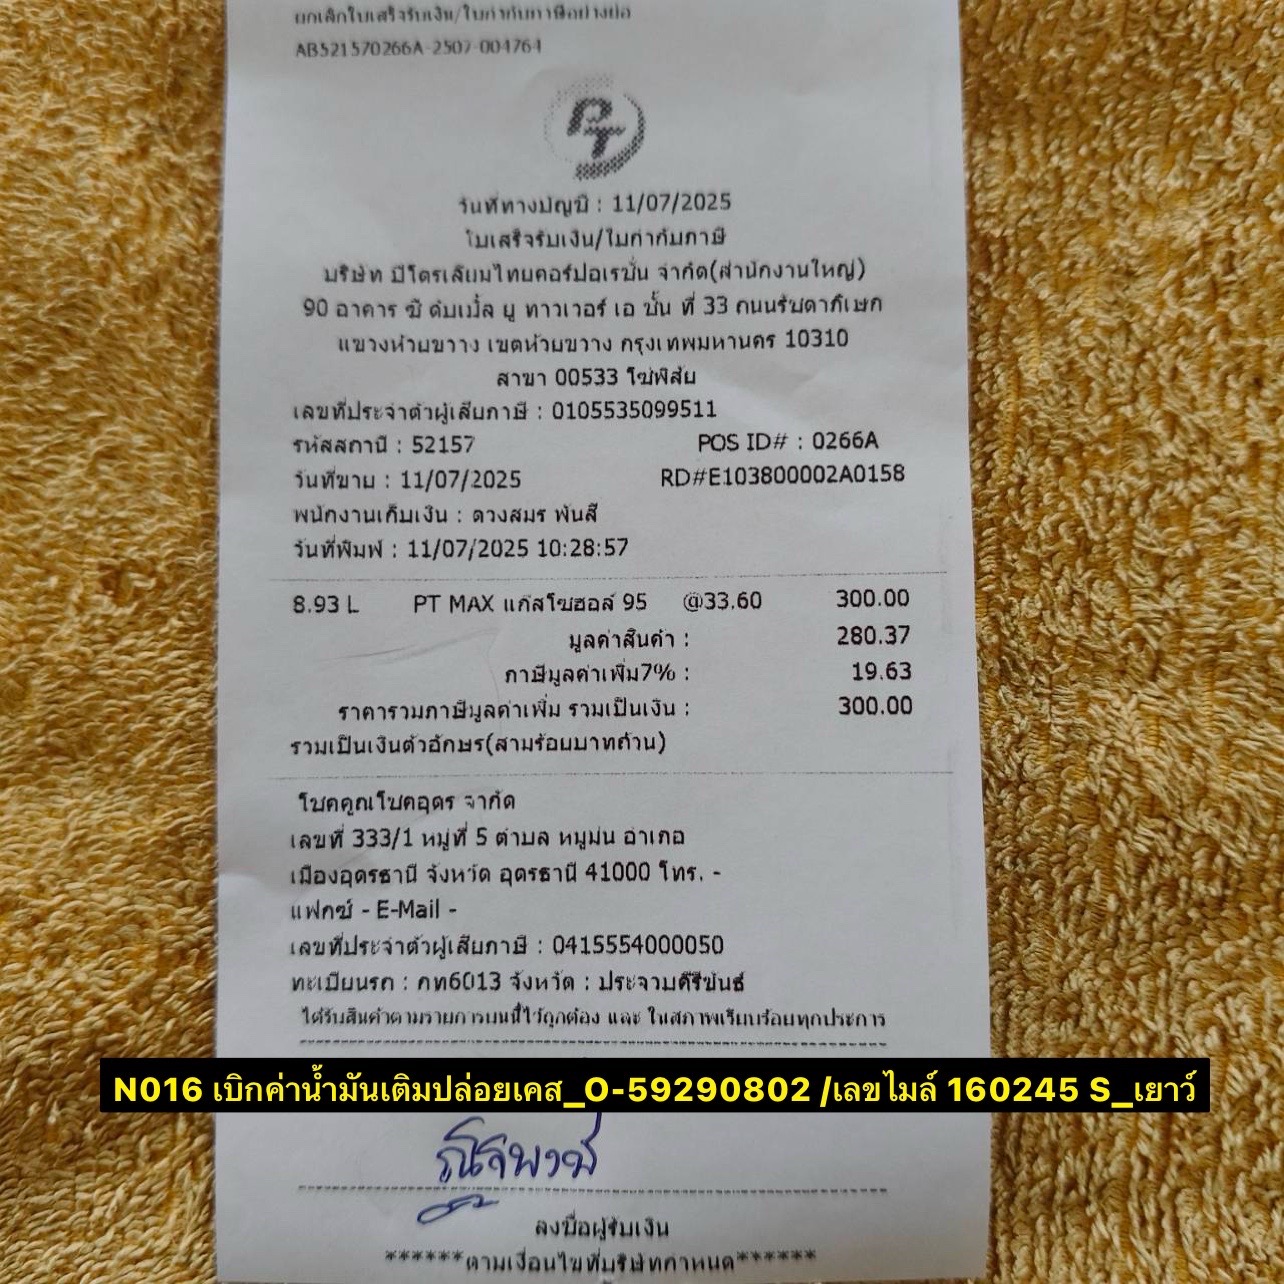 ยกเลิกใบเสร็จรับเงิน/ใบกำกับภาษีอย่างย่อ
AB521570266A-2507-004764
PT
วันที่ทางบัญชี : 11/07/2025
ใบเสร็จรับเงิน/ใบกำกับภาษี
บริษัท ปิโตรเลียมไทยคอร์ปอเรชั่น จำกัด(สำนักงานใหญ่)
90 อาคาร ซี ดับเบิ้ล ยู ทาวเวอร์ เอ ชั้น ที่ 33 ถนนรัชดาภิเษก
แขวงห้วยขวาง เขตห้วยขวาง กรุงเทพมหานคร 10310
สาขา 00533 โซ่พิสัย
เลขที่ประจำตัวผู้เสียภาษี : 0105535099511
รหัสสถานี : 52157 POS ID# : 0266A
วันที่ขาย : 11/07/2025 RD#E103800002A0158
พนักงานเก็บเงิน : ดวงสมร พันสี
วันที่พิมพ์ : 11/07/2025 10:28:57
8.93 L PT MAX แก๊สโซฮอล์ 95 @33.60 300.00
มูลค่าสินค้า : 280.37
ภาษีมูลค่าเพิ่ม7% : 19.63
ราคารวมภาษีมูลค่าเพิ่ม รวมเป็นเงิน : 300.00
รวมเป็นเงินตัวอักษร(สามร้อยบาทถ้วน)
โชคคูณโชคอุดร จำกัด
เลขที่ 333/1 หมู่ที่ 5 ตำบล หมูม่น อำเภอ
เมืองอุดรธานี จังหวัด อุดรธานี 41000 โทร. -
แฟกซ์ - E-Mail -
เลขที่ประจำตัวผู้เสียภาษี : 0415554000050
ทะเบียนรถ : กท6013 จังหวัด : ประจวบคีรีขันธ์
ได้รับสินค้าตามรายการบนนี้ไว้ถูกต้อง และ ในสภาพเรียบร้อยทุกประการ
N016 เบิกค่าน้ำมันเติมปล่อยเคส_O-59290802 /เลขไมล์ 160245 S_เยาว์
ลงชื่อผู้รับเงิน
******ตามเงื่อนไขที่บริษัทกำหนด******